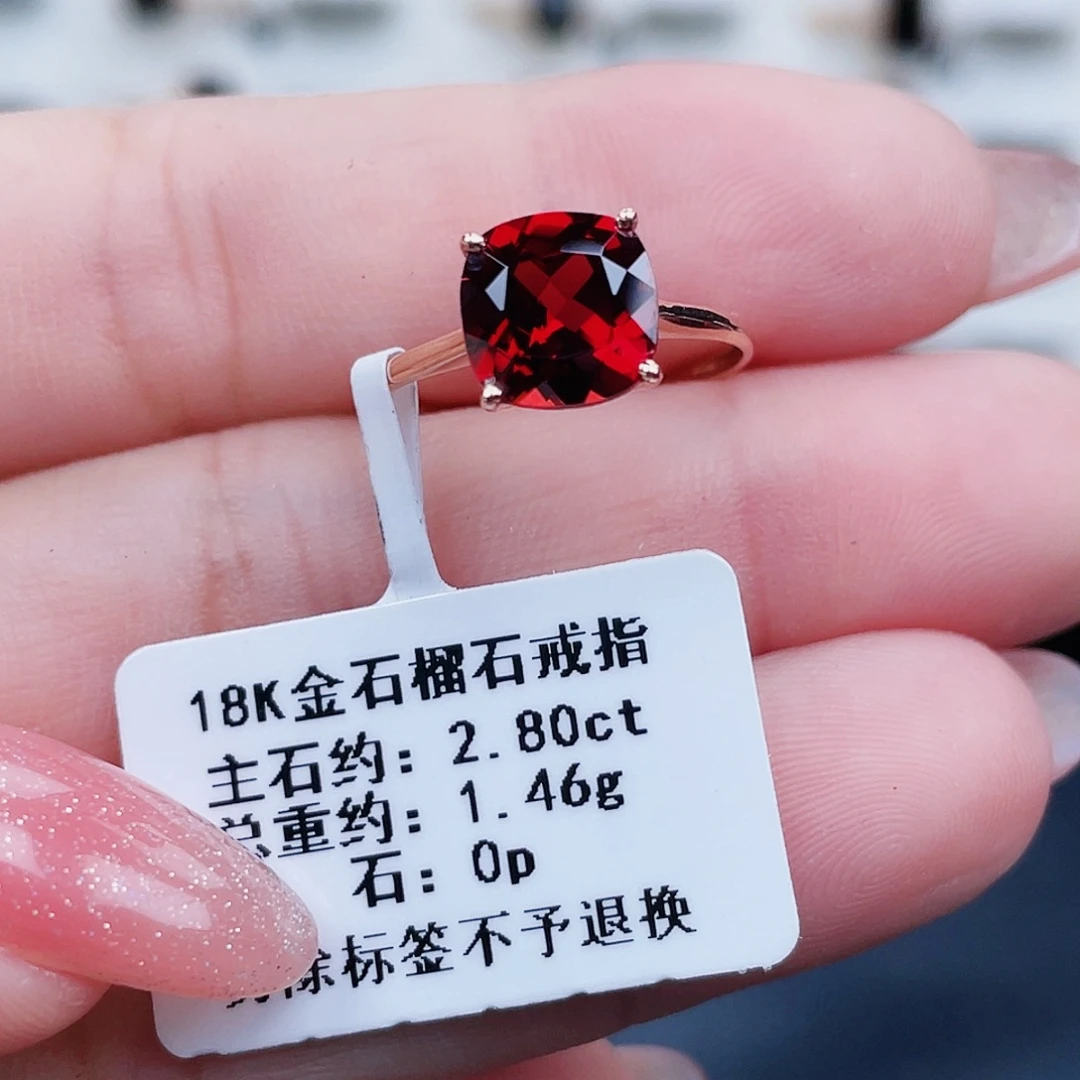 18K金石榴石戒指
主石约：2.80ct
总重约：1.46g
石：0p
除标签不予退换